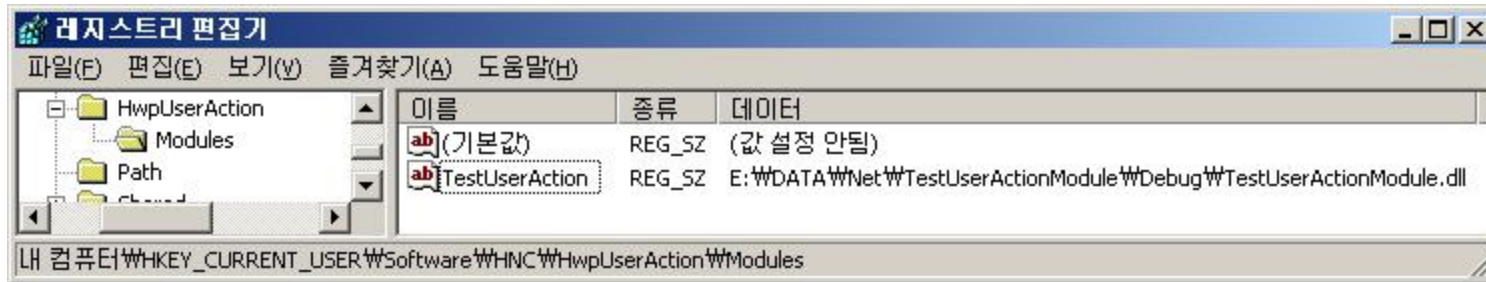 레지스트리 편집기
파일(F) 편집(E) 보기(V) 즐겨찾기(A) 도움말(H)
HwpUserAction
Modules
Path
Shared
이름 종류 데이터
ab (기본값) REG_SZ (값 설정 안됨)
ab TestUserAction REG_SZ E:₩DATA₩Net₩TestUserActionModule₩Debug₩TestUserActionModule.dll
내 컴퓨터₩HKEY_CURRENT_USER₩Software₩HNC₩HwpUserAction₩Modules